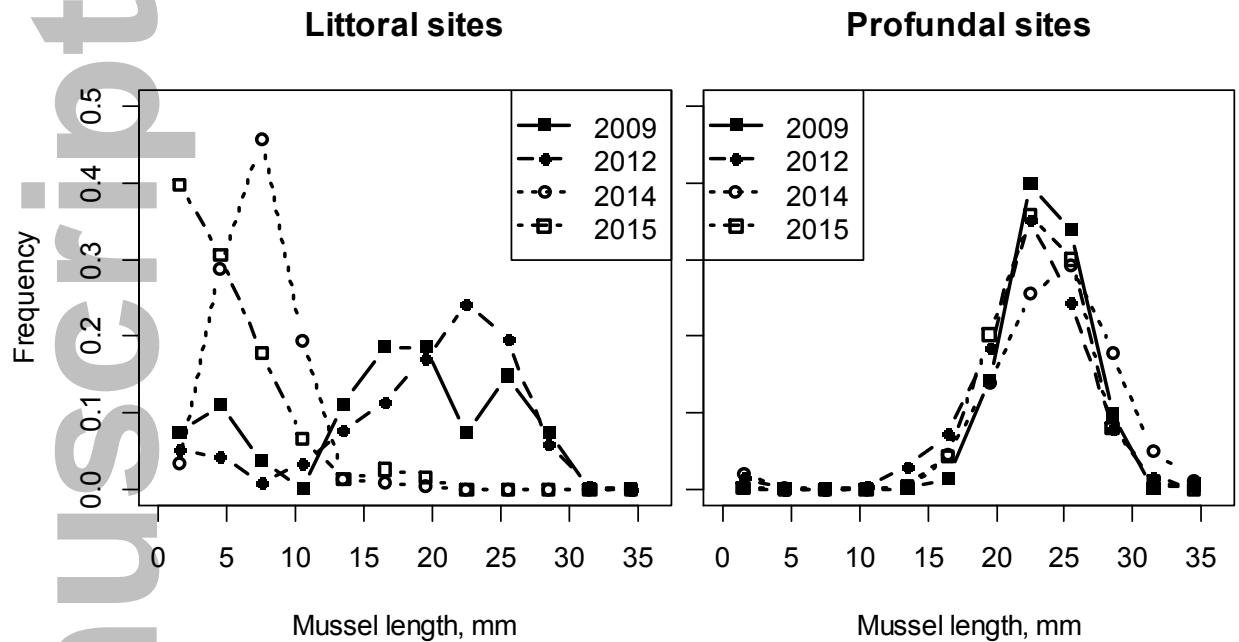 Littoral sites
Profundal sites
nuscript
Frequency
0.0 0.1 0.2 0.3 0.4 0.5
2009
2012
2014
2015
2009
2012
2014
2015
0 5 10 15 20 25 30 35
0 5 10 15 20 25 30 35
Mussel length, mm
Mussel length, mm